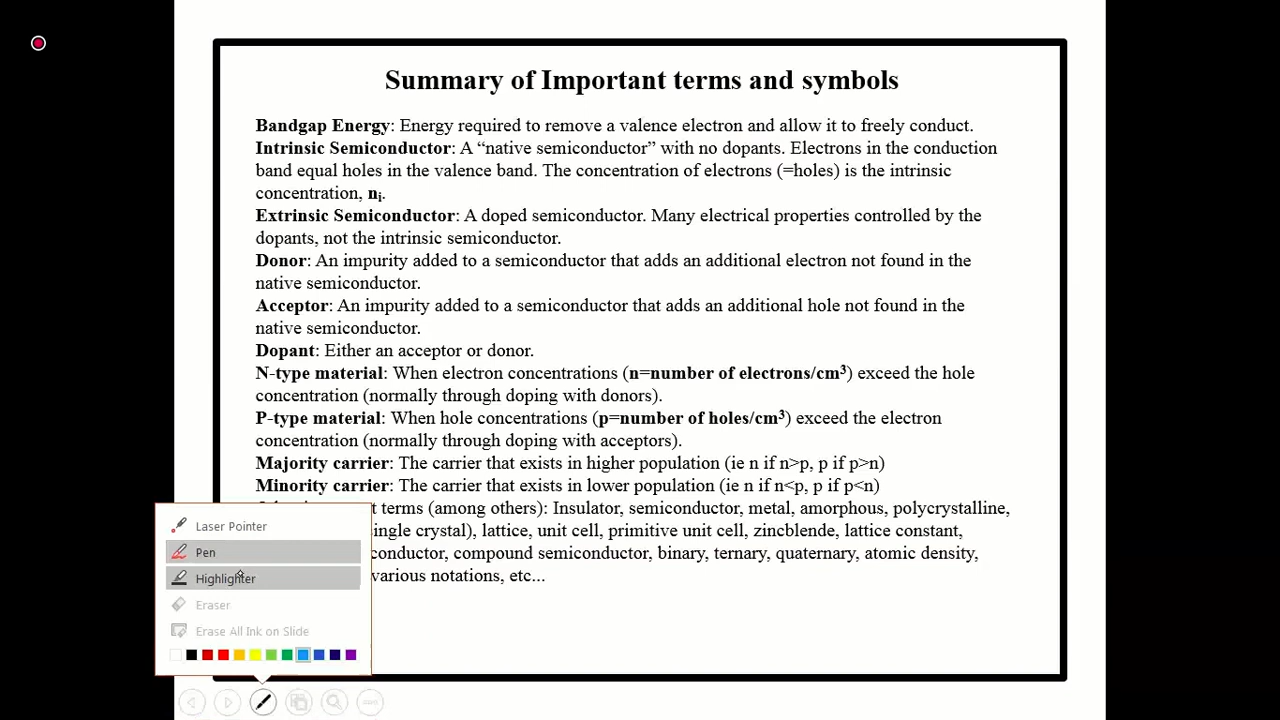 Summary of Important terms and symbols
Bandgap Energy: Energy required to remove a valence electron and allow it to freely conduct.
Intrinsic Semiconductor: A “native semiconductor” with no dopants. Electrons in the conduction
band equal holes in the valence band. The concentration of electrons (=holes) is the intrinsic
concentration, nᵢ.
Extrinsic Semiconductor: A doped semiconductor. Many electrical properties controlled by the
dopants, not the intrinsic semiconductor.
Donor: An impurity added to a semiconductor that adds an additional electron not found in the
native semiconductor.
Acceptor: An impurity added to a semiconductor that adds an additional hole not found in the
native semiconductor.
Dopant: Either an acceptor or donor.
N-type material: When electron concentrations (n=number of electrons/cm³) exceed the hole
concentration (normally through doping with donors).
P-type material: When hole concentrations (p=number of holes/cm³) exceed the electron
concentration (normally through doping with acceptors).
Majority carrier: The carrier that exists in higher population (ie n if n>p, p if p>n)
Minority carrier: The carrier that exists in lower population (ie n if n<p, p if p<n)
terms (among others): Insulator, semiconductor, metal, amorphous, polycrystalline,
crystal), lattice, unit cell, primitive unit cell, zincblende, lattice constant,
compound semiconductor, binary, ternary, quaternary, atomic density,
various notations, etc...
Laser Pointer
Pen
Highlighter
Eraser
Erase All Ink on Slide